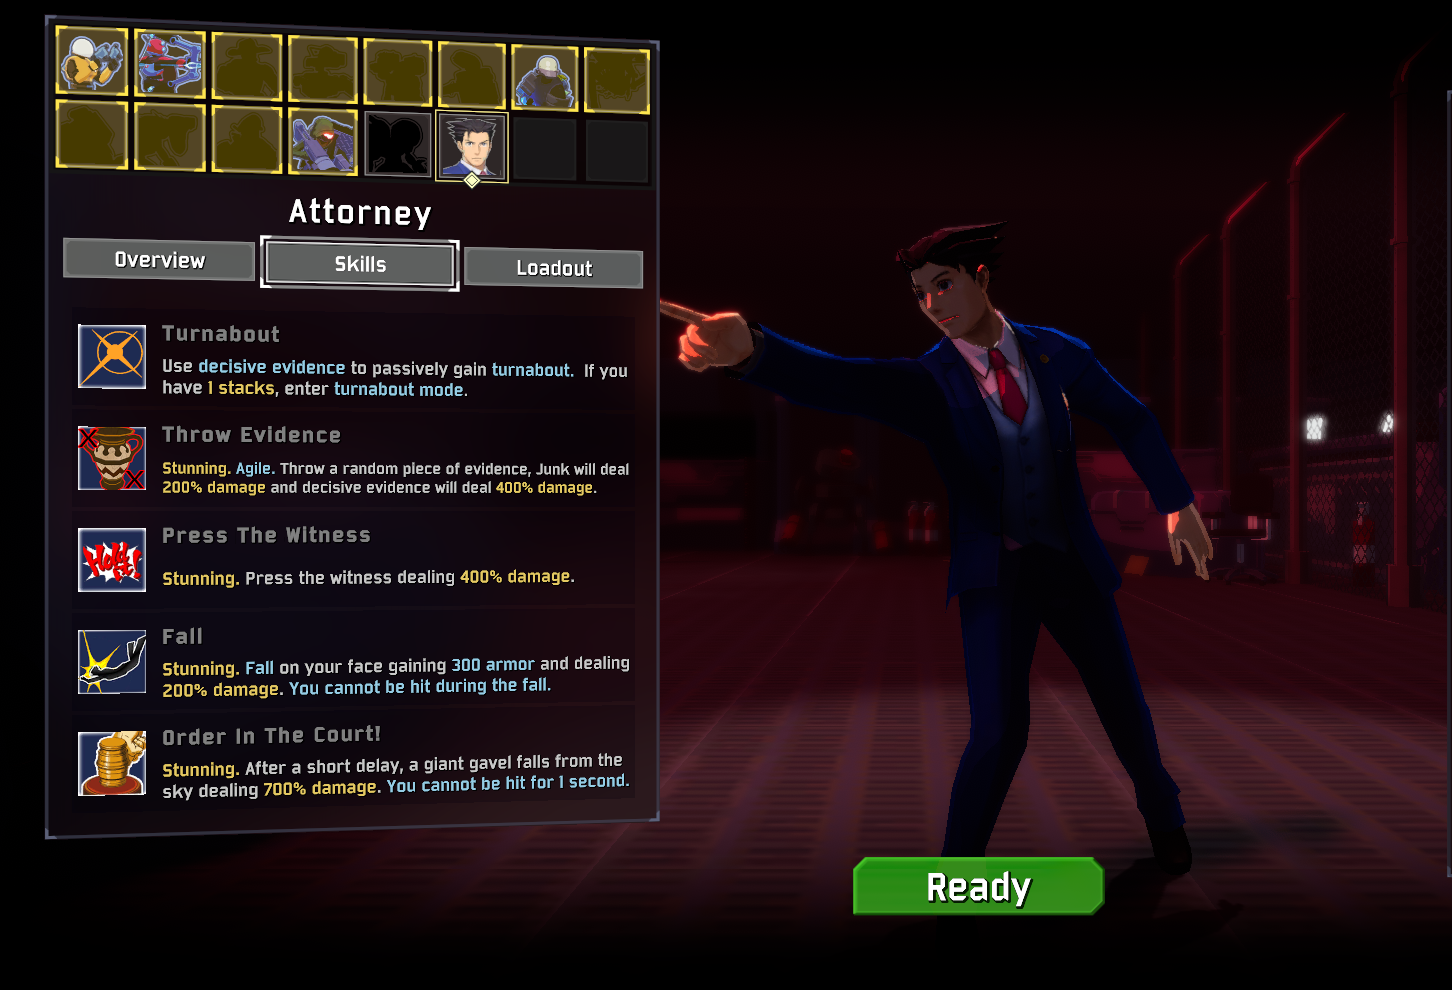 Attorney
Overview
Skills
Loadout
Turnabout
Use decisive evidence to passively gain turnabout. If you
have 1 stacks, enter turnabout mode.
Throw Evidence
Stunning. Agile. Throw a random piece of evidence, Junk will deal
200% damage and decisive evidence will deal 400% damage.
Press The Witness
Hold it!
Stunning. Press the witness dealing 400% damage.
Fall
Stunning. Fall on your face gaining 300 armor and dealing
200% damage. You cannot be hit during the fall.
Order In The Court!
Stunning. After a short delay, a giant gavel falls from the
sky dealing 700% damage. You cannot be hit for 1 second.
Ready